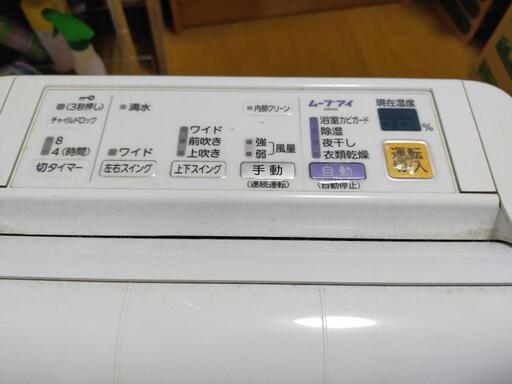 (3秒押し)
チャイルドロック
8
4(時間)
切タイマー
満水
ワイド
左右スイング
ワイド
前吹き
上吹き
上下スイング
内部クリーン
強
弱
風量
手動
(連続運転)
ムーブアイ
浴室カビガード
除湿
夜干し
衣類乾燥
自動
(自動停止)
現在湿度
%
運転
切/入